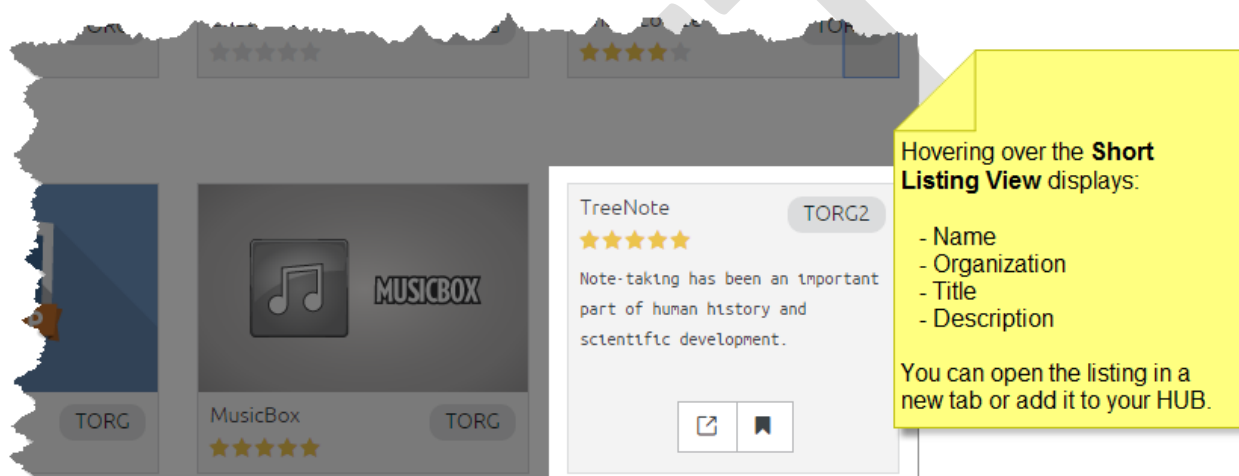 TreeNote
TORG2
Note-taking has been an important
part of human history and
scientific development.
MUSICBOX
TORG
MusicBox
TORG
Hovering over the Short
Listing View displays:
- Name
- Organization
- Title
- Description
You can open the listing in a
new tab or add it to your HUB.